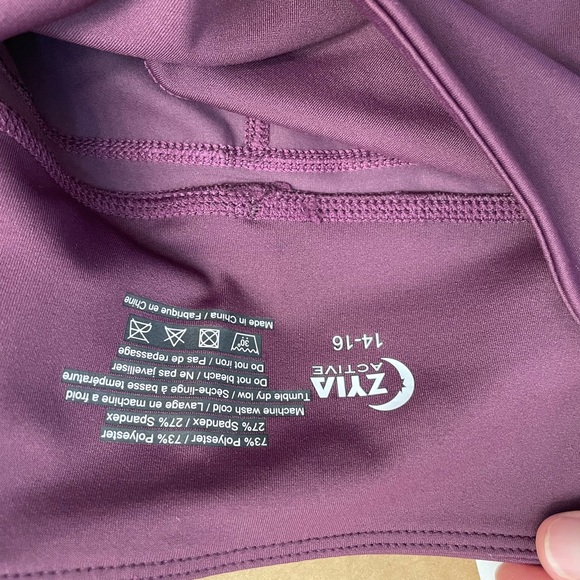 ZYIA
ACTIVE
14-16
73% Polyester / 73% Polyester
27% Spandex / 27% Spandex
Machine wash cold / Lavage en machine a froid
Tumble dry low / Sèche-linge à basse température
Do not bleach / Ne pas javelliser
Do not iron / Pas de repassage
30°
Made in China / Fabrique en Chine